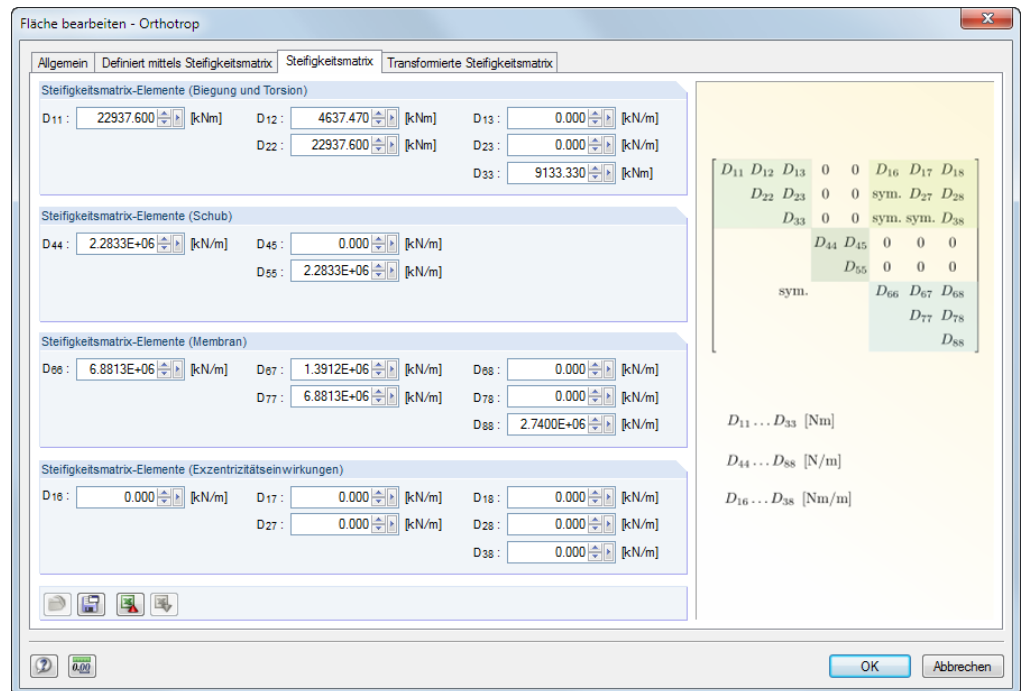 Fläche bearbeiten - Orthotrop
Allgemein Definiert mittels Steifigkeitsmatrix Steifigkeitsmatrix Transformierte Steifigkeitsmatrix
Steifigkeitsmatrix-Elemente (Biegung und Torsion)
D11 : 22937.600 [kNm] D12 : 4637.470 [kNm] D13 : 0.000 [kN/m]
D22 : 22937.600 [kNm] D23 : 0.000 [kN/m]
D33 : 9133.330 [kNm]
Steifigkeitsmatrix-Elemente (Schub)
D44 : 2.2833E+06 [kN/m] D45 : 0.000 [kN/m]
D55 : 2.2833E+06 [kN/m]
Steifigkeitsmatrix-Elemente (Membran)
D66 : 6.8813E+06 [kN/m] D67 : 1.3912E+06 [kN/m] D68 : 0.000 [kN/m]
D77 : 6.8813E+06 [kN/m] D78 : 0.000 [kN/m]
D88 : 2.7400E+06 [kN/m]
Steifigkeitsmatrix-Elemente (Exzentrizitätseinwirkungen)
D16 : 0.000 [kN/m] D17 : 0.000 [kN/m] D18 : 0.000 [kN/m]
D27 : 0.000 [kN/m] D28 : 0.000 [kN/m]
D38 : 0.000 [kN/m]
D11 D12 D13 0 0 D16 D17 D18
D22 D23 0 0 sym. D27 D28
D33 0 0 sym. sym. D38
D44 D45 0 0 0
D55 0 0 0
sym. D66 D67 D68
D77 D78
D88
D11 … D33 [Nm]
D44 … D88 [N/m]
D16 … D38 [Nm/m]
0.00
OK Abbrechen